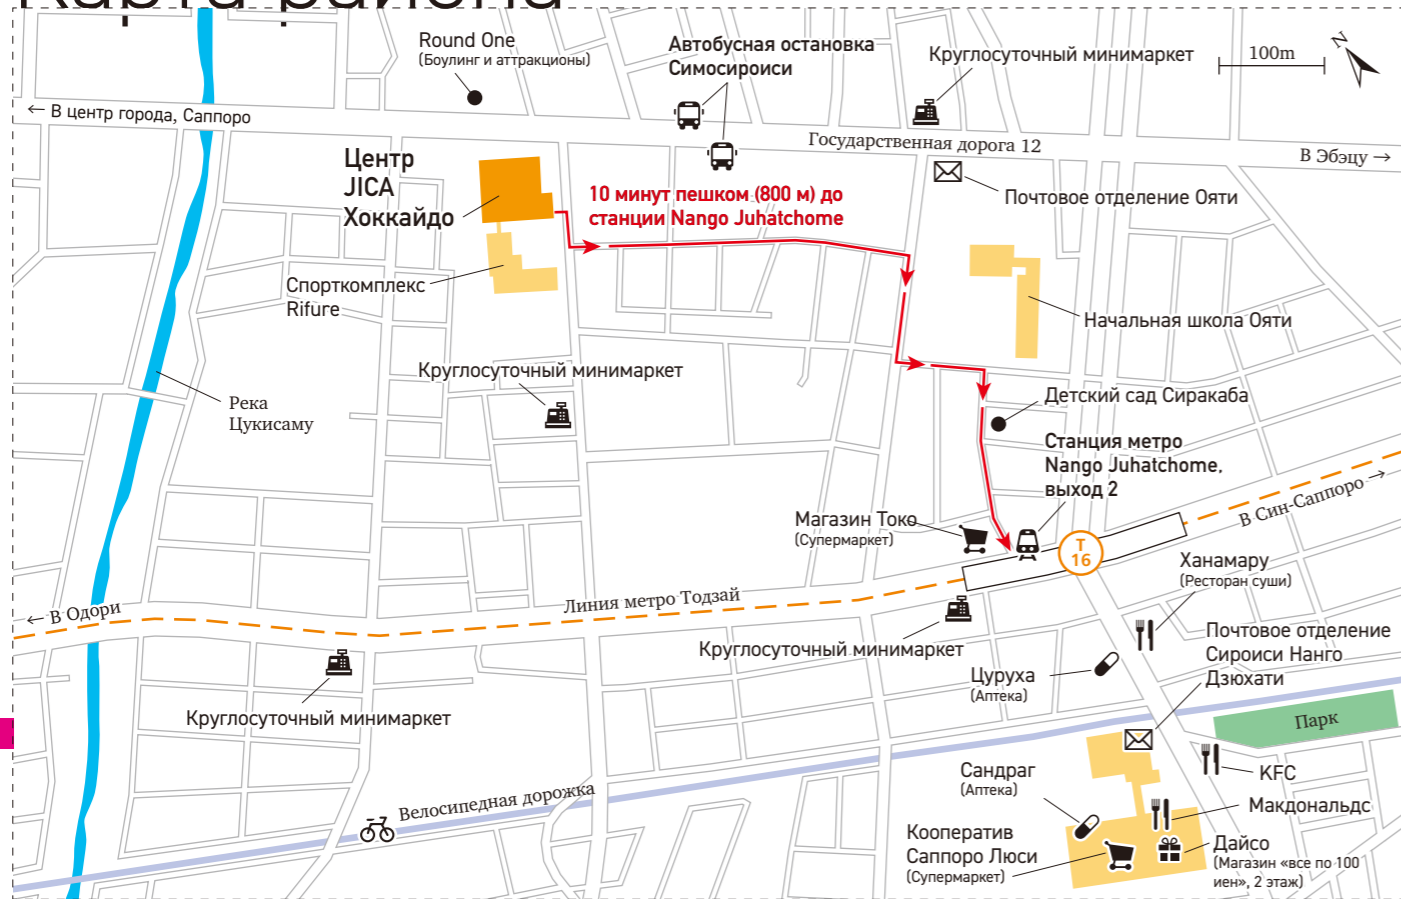 Карта района
Round One
(Боулинг и аттракционы)
Автобусная остановка
Симосироиси
Круглосуточный минимаркет
100m
N
← В центр города, Саппоро
Государственная дорога 12
В Эбэцу →
Центр
JICA
Хоккайдо
10 минут пешком (800 м) до
станции Nango Juhatchome
Почтовое отделение Ояти
Спорткомплекс
Rifure
Начальная школа Ояти
Круглосуточный минимаркет
Река
Цукисаму
Детский сад Сиракаба
Станция метро
Nango Juhatchome,
выход 2
Магазин Токо
(Супермаркет)
T
16
В Син-Саппоро →
Ханамару
(Ресторан суши)
← В Одори
Линия метро Тодзай
Круглосуточный минимаркет
Почтовое отделение
Сироиси Нанго
Дзюхати
Цуруха
(Аптека)
Круглосуточный минимаркет
Парк
Сандраг
(Аптека)
KFC
Макдональдс
Велосипедная дорожка
Кооператив
Саппоро Люси
(Супермаркет)
Дайсо
(Магазин «все по 100
иен», 2 этаж)